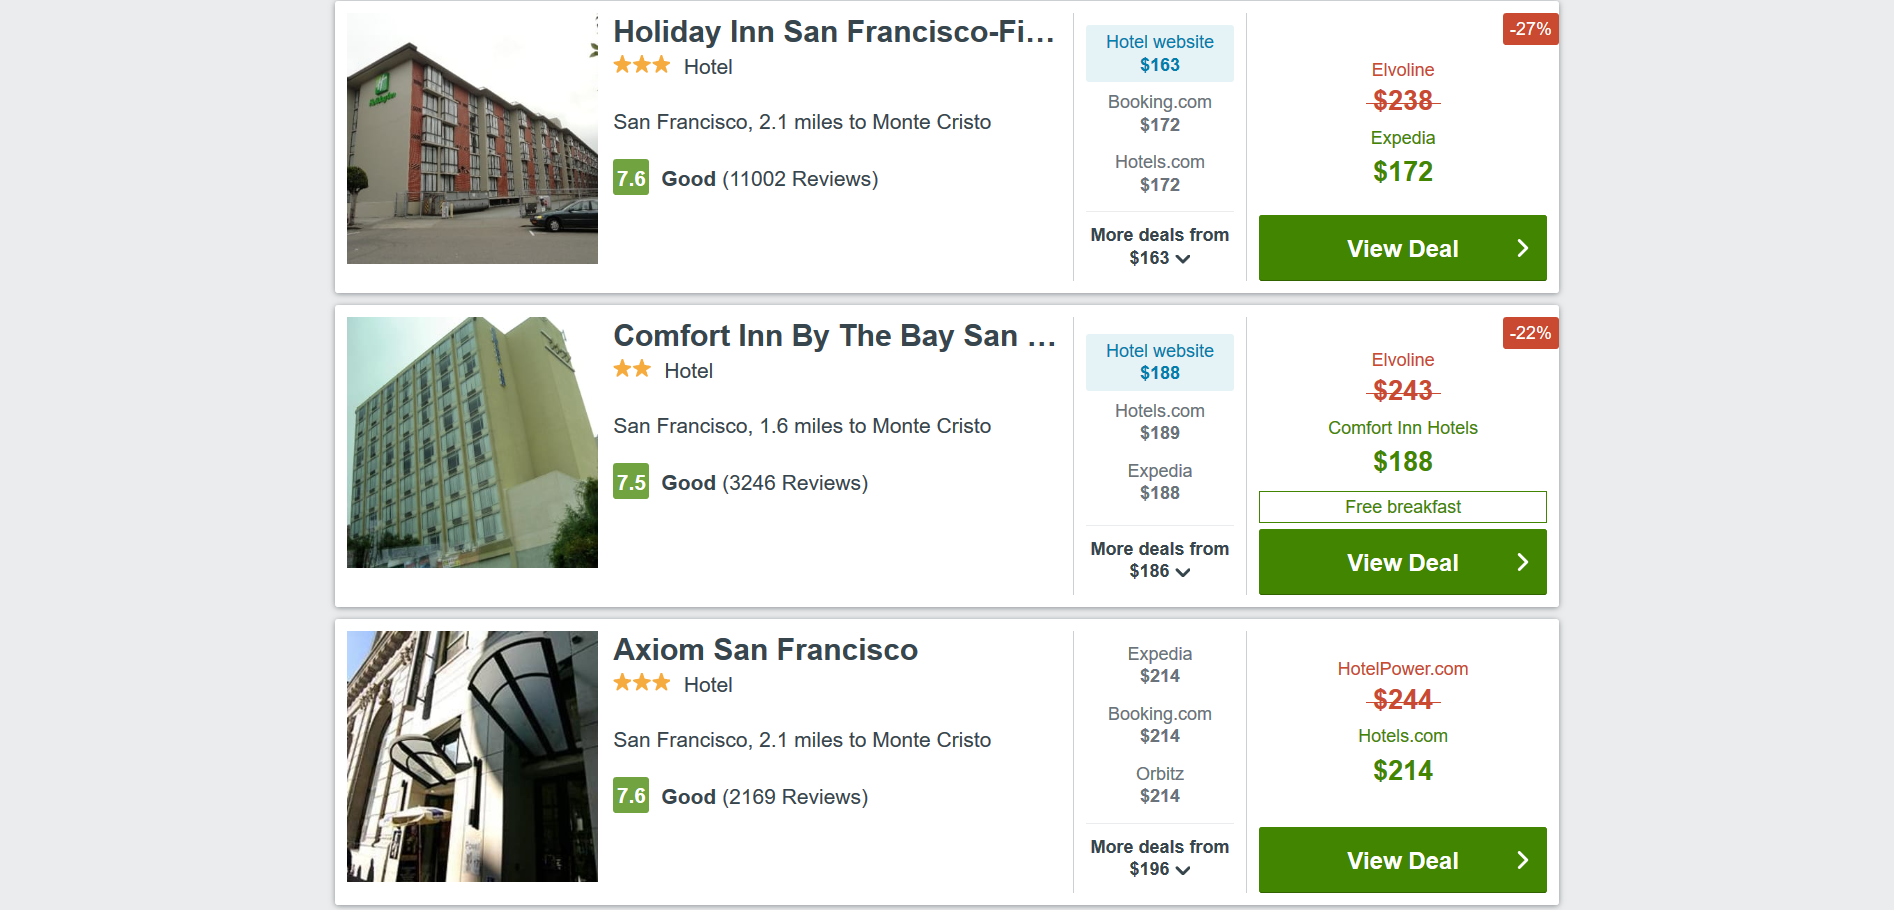 Holiday Inn San Francisco-Fi...
Hotel
San Francisco, 2.1 miles to Monte Cristo
7.6 Good (11002 Reviews)
Hotel website
$163
Booking.com
$172
Hotels.com
$172
More deals from
$163
-27%
Elvoline
$238
Expedia
$172
View Deal
Comfort Inn By The Bay San ...
Hotel
San Francisco, 1.6 miles to Monte Cristo
7.5 Good (3246 Reviews)
Hotel website
$188
Hotels.com
$189
Expedia
$188
More deals from
$186
-22%
Elvoline
$243
Comfort Inn Hotels
$188
Free breakfast
View Deal
Axiom San Francisco
Hotel
San Francisco, 2.1 miles to Monte Cristo
7.6 Good (2169 Reviews)
Expedia
$214
Booking.com
$214
Orbitz
$214
More deals from
$196
HotelPower.com
$244
Hotels.com
$214
View Deal